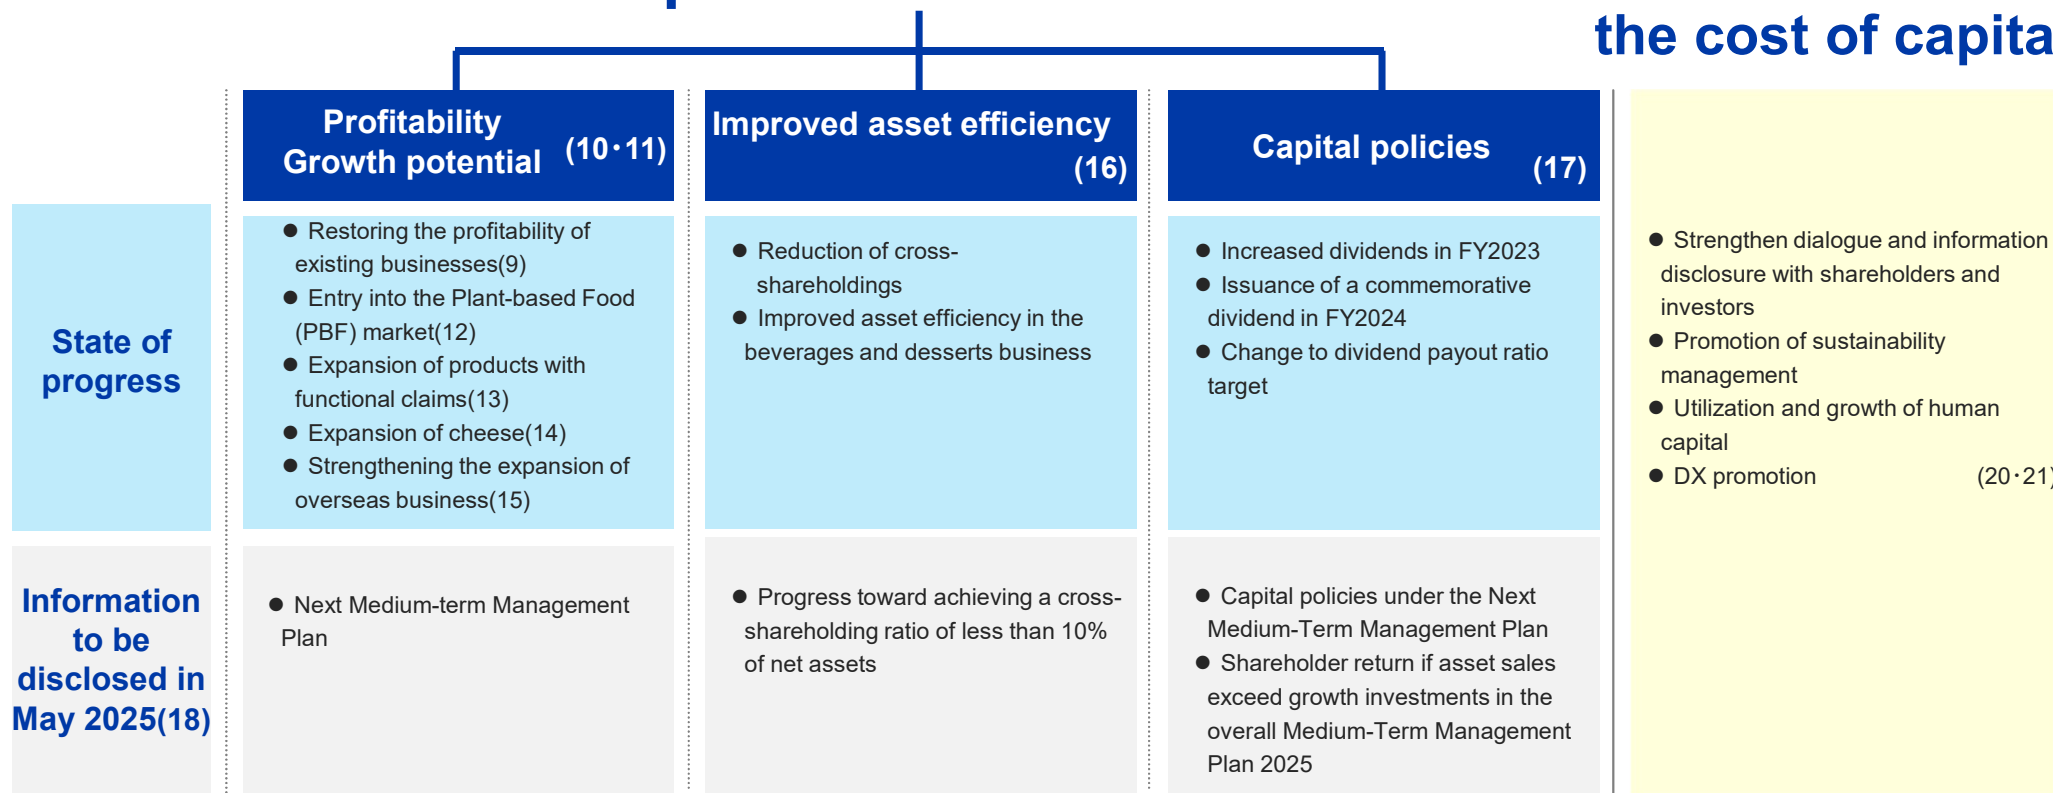 the cost of capita
Profitability
Growth potential (10・11)
Improved asset efficiency
(16)
Capital policies
(17)
State of
progress
● Restoring the profitability of
existing businesses(9)
● Entry into the Plant-based Food
(PBF) market(12)
● Expansion of products with
functional claims(13)
● Expansion of cheese(14)
● Strengthening the expansion of
overseas business(15)
● Reduction of cross-
shareholdings
● Improved asset efficiency in the
beverages and desserts business
● Increased dividends in FY2023
● Issuance of a commemorative
dividend in FY2024
● Change to dividend payout ratio
target
● Strengthen dialogue and information
disclosure with shareholders and
investors
● Promotion of sustainability
management
● Utilization and growth of human
capital
● DX promotion (20・21)
Information
to be
disclosed in
May 2025(18)
● Next Medium-term Management
Plan
● Progress toward achieving a cross-
shareholding ratio of less than 10%
of net assets
● Capital policies under the Next
Medium-Term Management Plan
● Shareholder return if asset sales
exceed growth investments in the
overall Medium-Term Management
Plan 2025